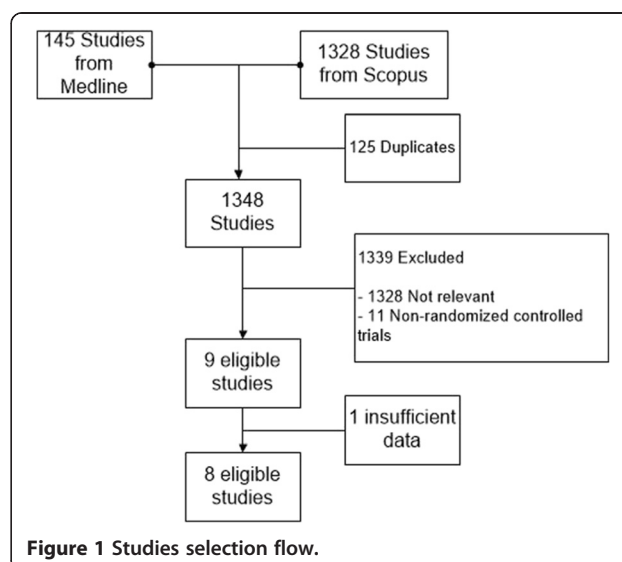 145 Studies
from
Medline
1328 Studies
from Scopus
125 Duplicates
1348
Studies
1339 Excluded
- 1328 Not relevant
- 11 Non-randomized controlled
trials
9 eligible
studies
1 insufficient
data
8 eligible
studies
Figure 1 Studies selection flow.